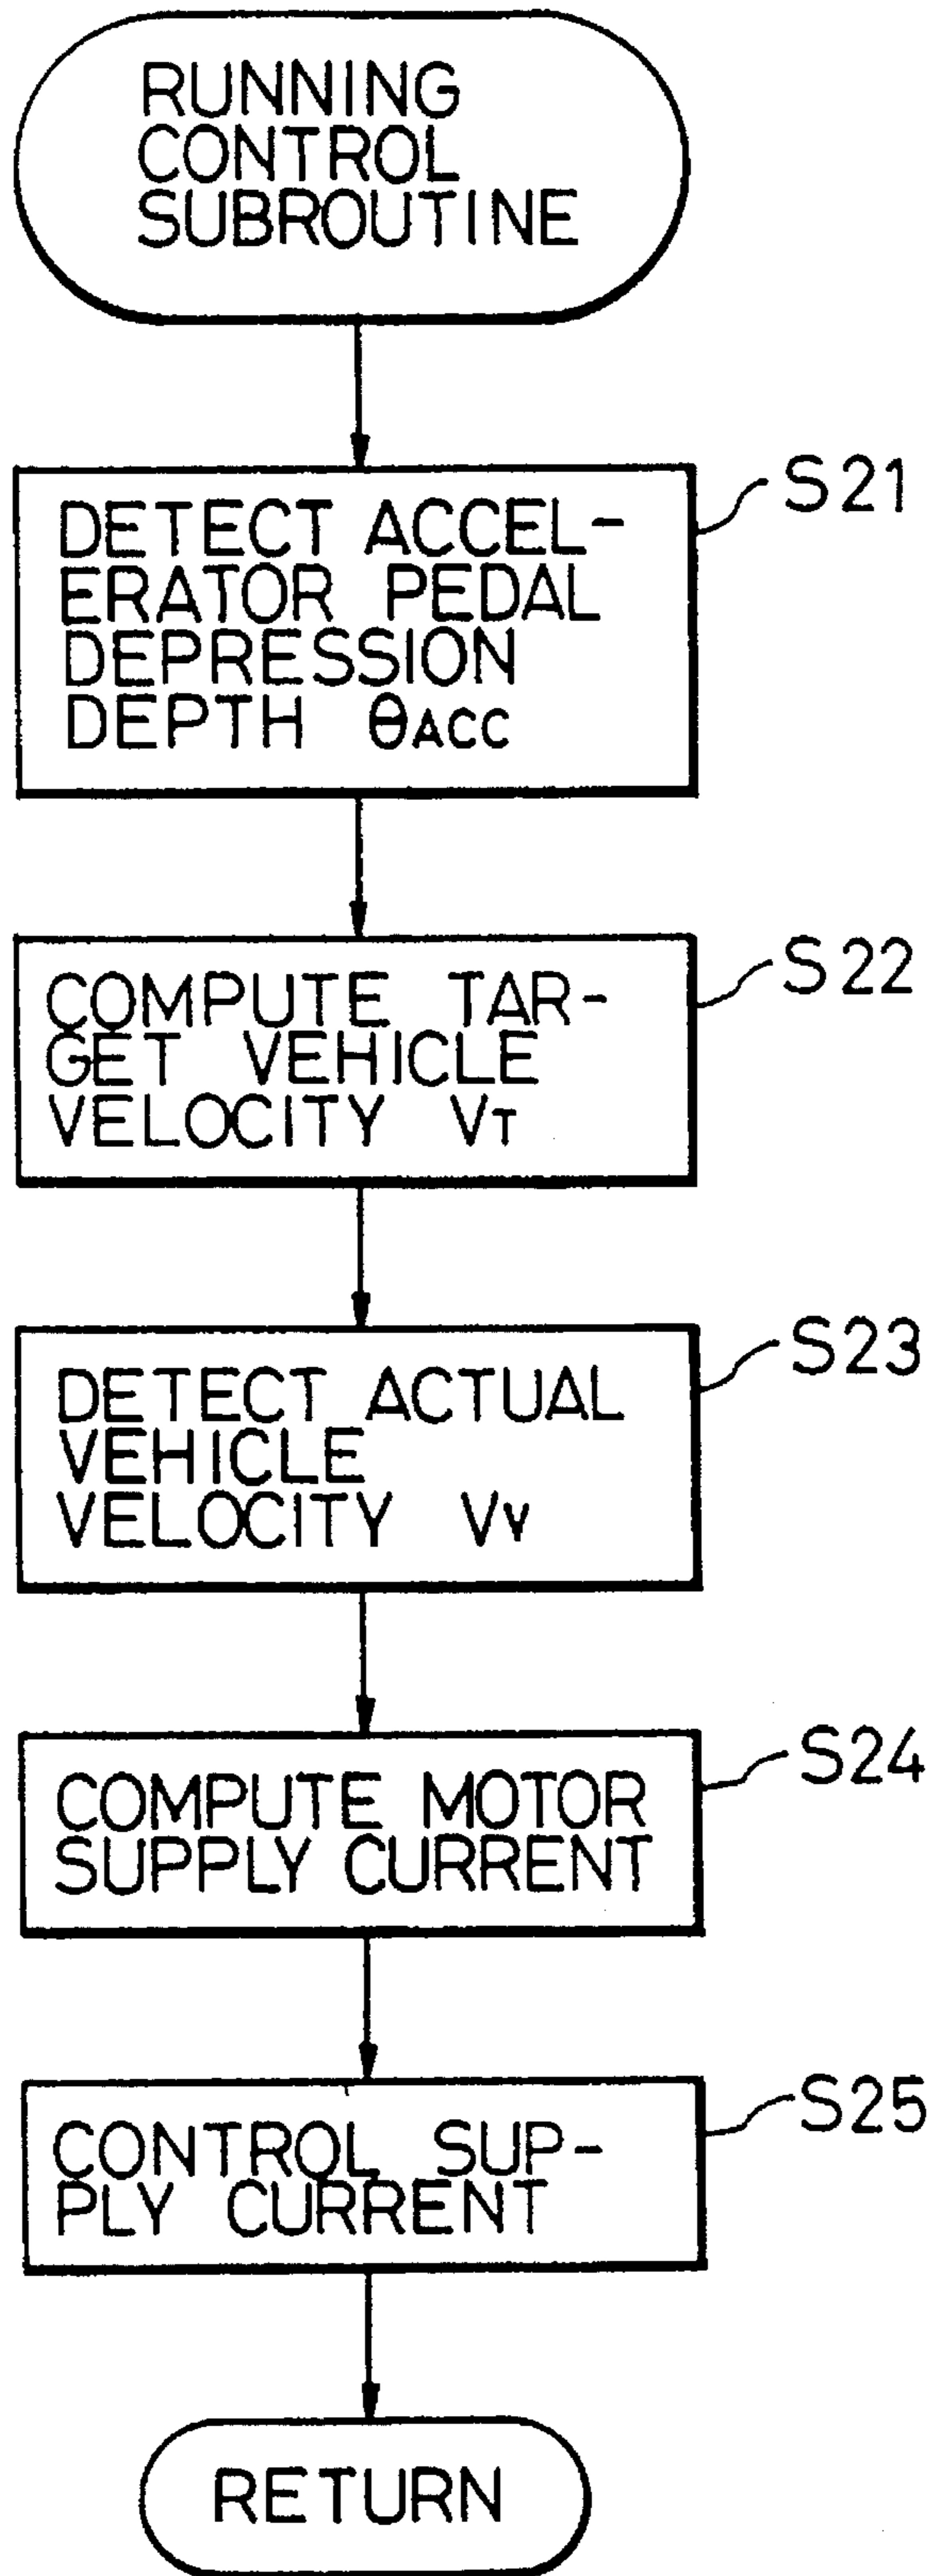 RUNNING
CONTROL
SUBROUTINE
S21
DETECT ACCEL-
ERATOR PEDAL
DEPRESSION
DEPTH θACC
S22
COMPUTE TAR-
GET VEHICLE
VELOCITY VT
S23
DETECT ACTUAL
VEHICLE
VELOCITY VV
S24
COMPUTE MOTOR
SUPPLY CURRENT
S25
CONTROL SUP-
PLY CURRENT
RETURN